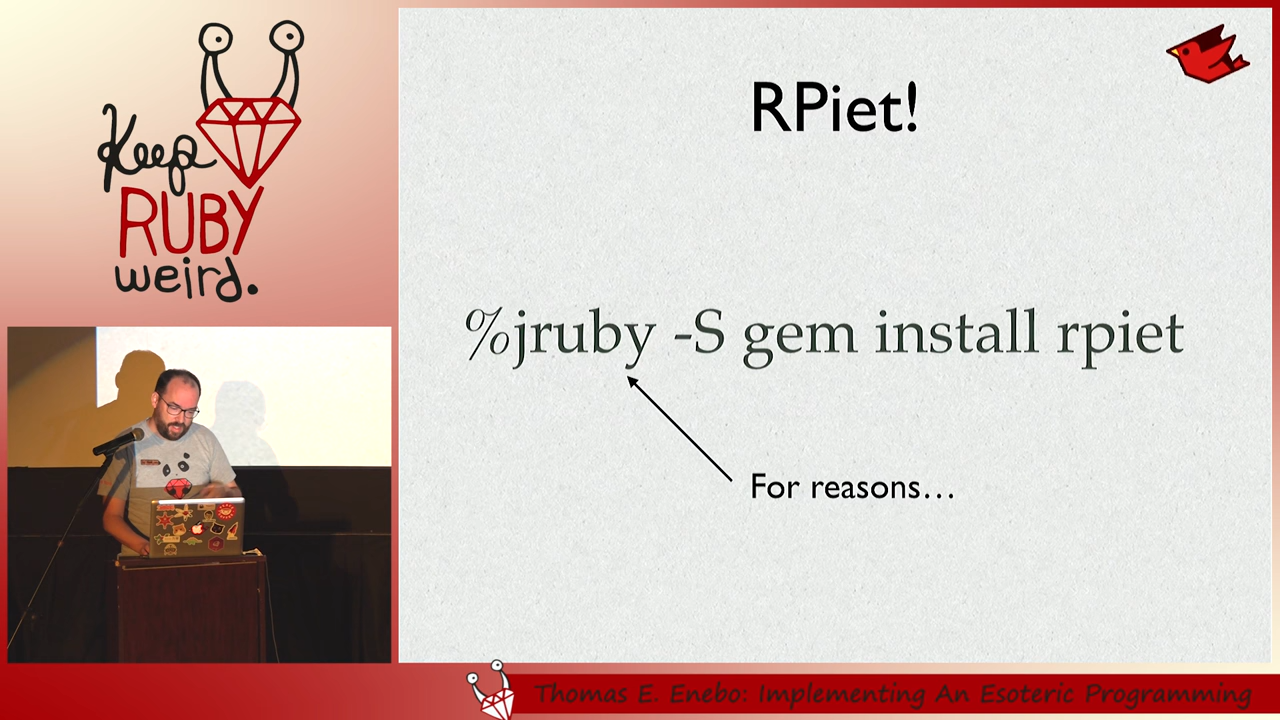 Keep
RUBY
weird.
RPiet!
%jruby -S gem install rpiet
For reasons…
Thomas E. Enebo: Implementing An Esoteric Programming